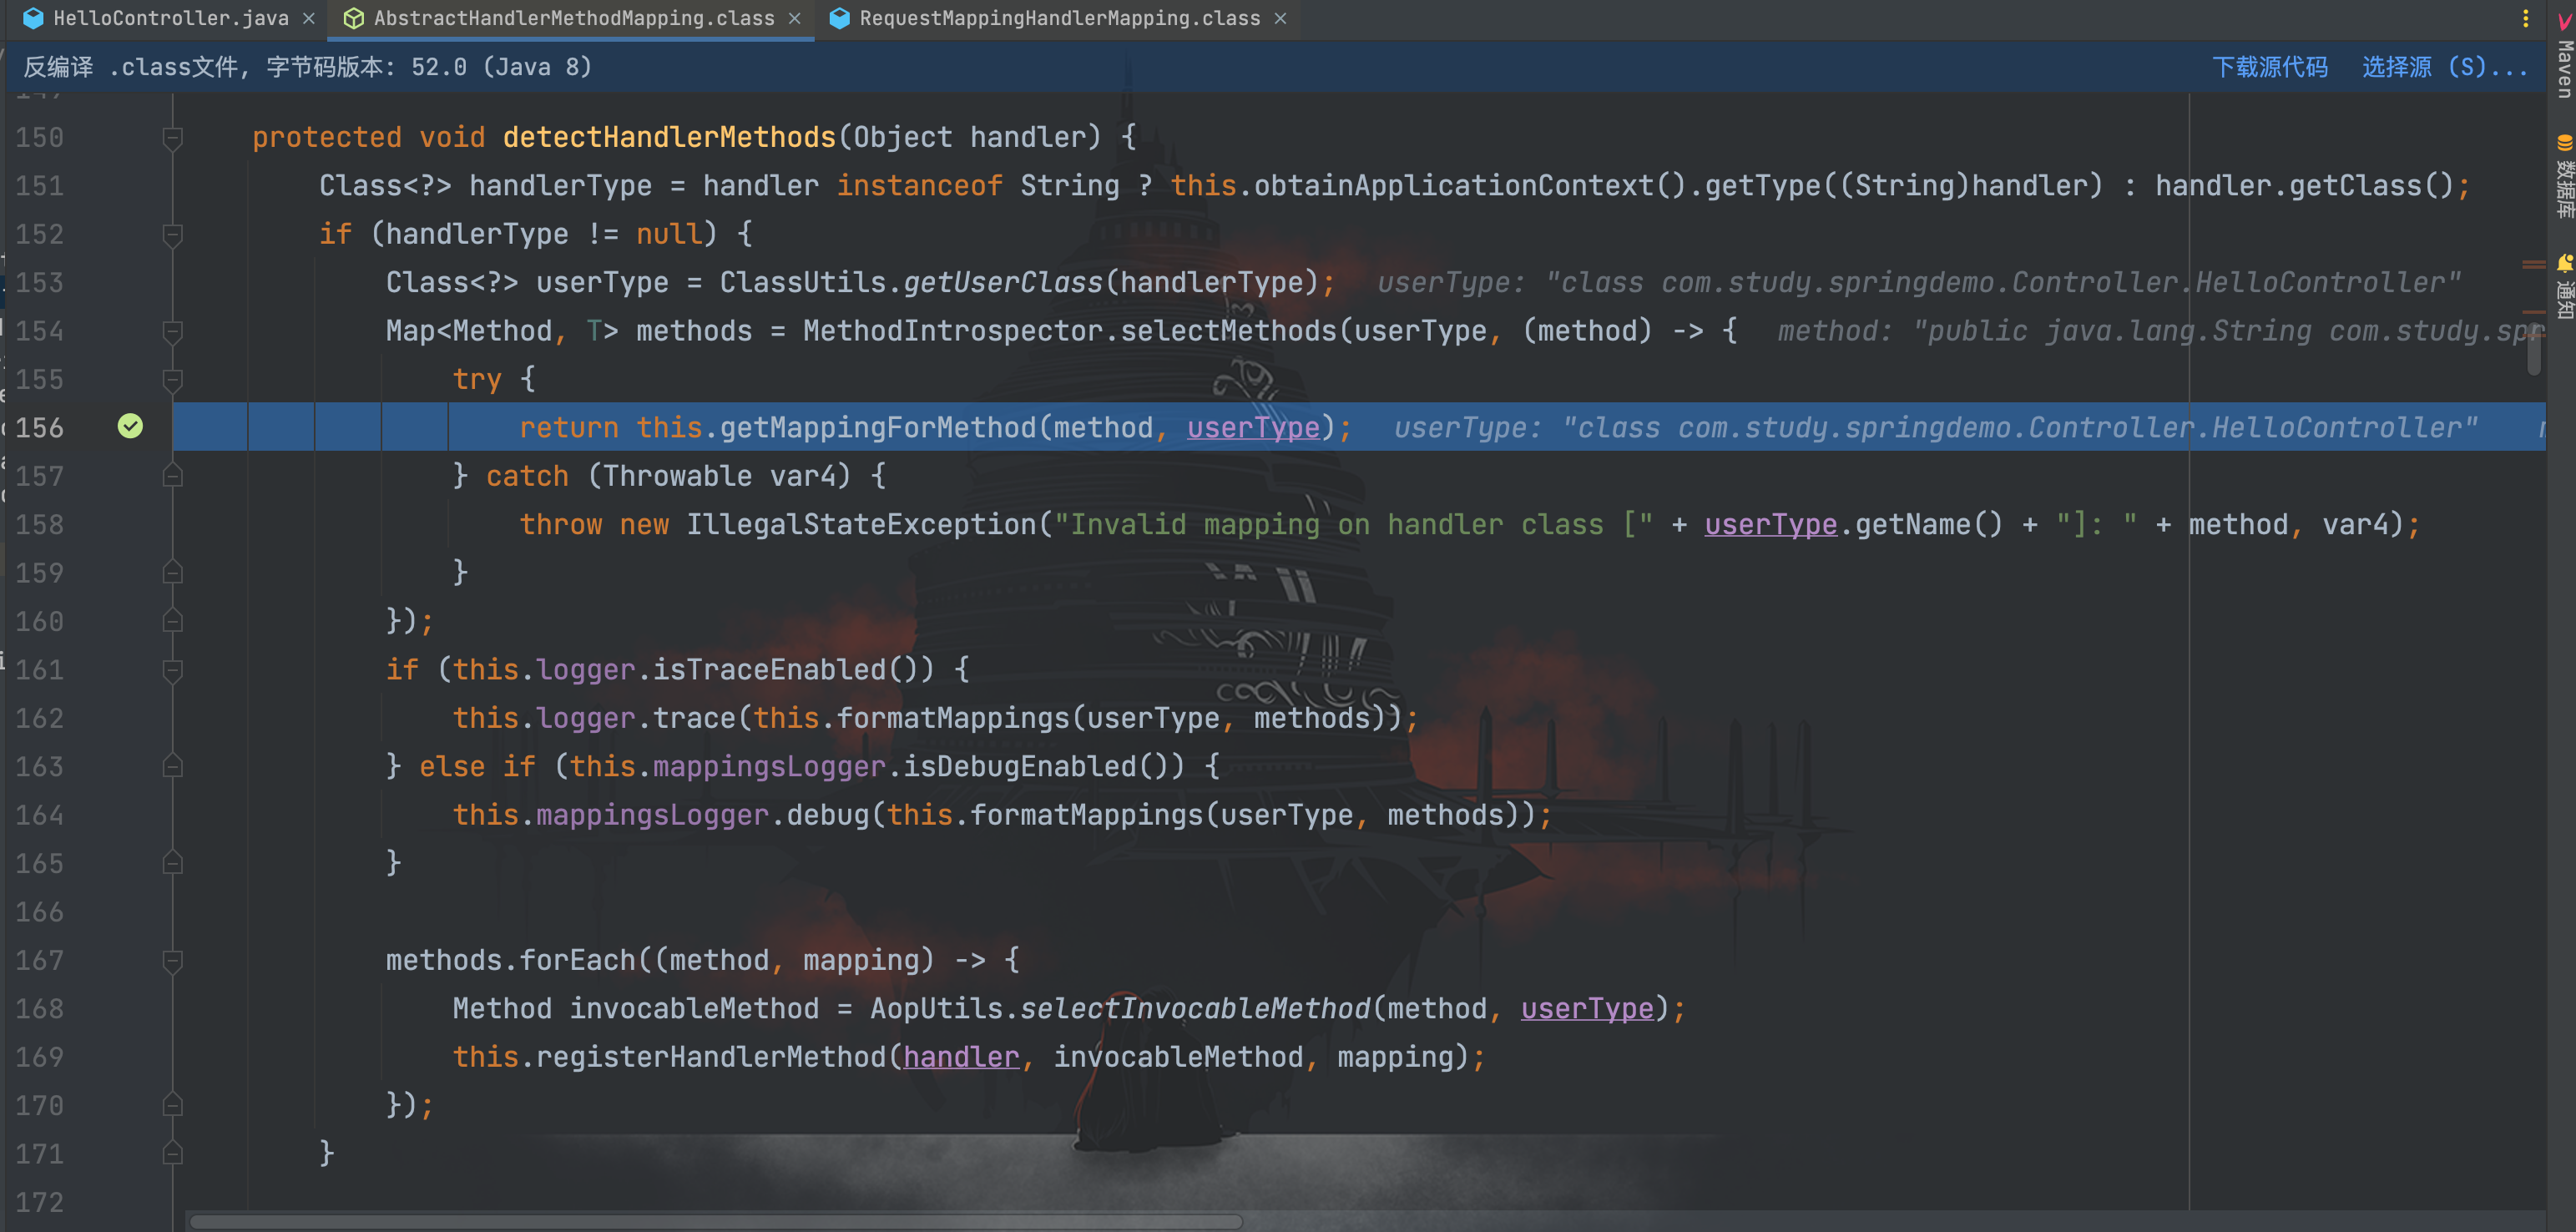 HelloController.java × AbstractHandlerMethodMapping.class × RequestMappingHandlerMapping.class ×
反编译 .class文件, 字节码版本: 52.0 (Java 8) 下载源代码 选择源 (S)...
150 protected void detectHandlerMethods(Object handler) {
151 Class<?> handlerType = handler instanceof String ? this.obtainApplicationContext().getType((String)handler) : handler.getClass();
152 if (handlerType != null) {
153 Class<?> userType = ClassUtils.getUserClass(handlerType); userType: "class com.study.springdemo.Controller.HelloController"
154 Map<Method, T> methods = MethodIntrospector.selectMethods(userType, (method) -> { method: "public java.lang.String com.study.spr
155 try {
156 return this.getMappingForMethod(method, userType); userType: "class com.study.springdemo.Controller.HelloController"
157 } catch (Throwable var4) {
158 throw new IllegalStateException("Invalid mapping on handler class [" + userType.getName() + "]: " + method, var4);
159 }
160 });
161 if (this.logger.isTraceEnabled()) {
162 this.logger.trace(this.formatMappings(userType, methods));
163 } else if (this.mappingsLogger.isDebugEnabled()) {
164 this.mappingsLogger.debug(this.formatMappings(userType, methods));
165 }
166
167 methods.forEach((method, mapping) -> {
168 Method invocableMethod = AopUtils.selectInvocableMethod(method, userType);
169 this.registerHandlerMethod(handler, invocableMethod, mapping);
170 });
171 }
172
Maven
数据库
通知